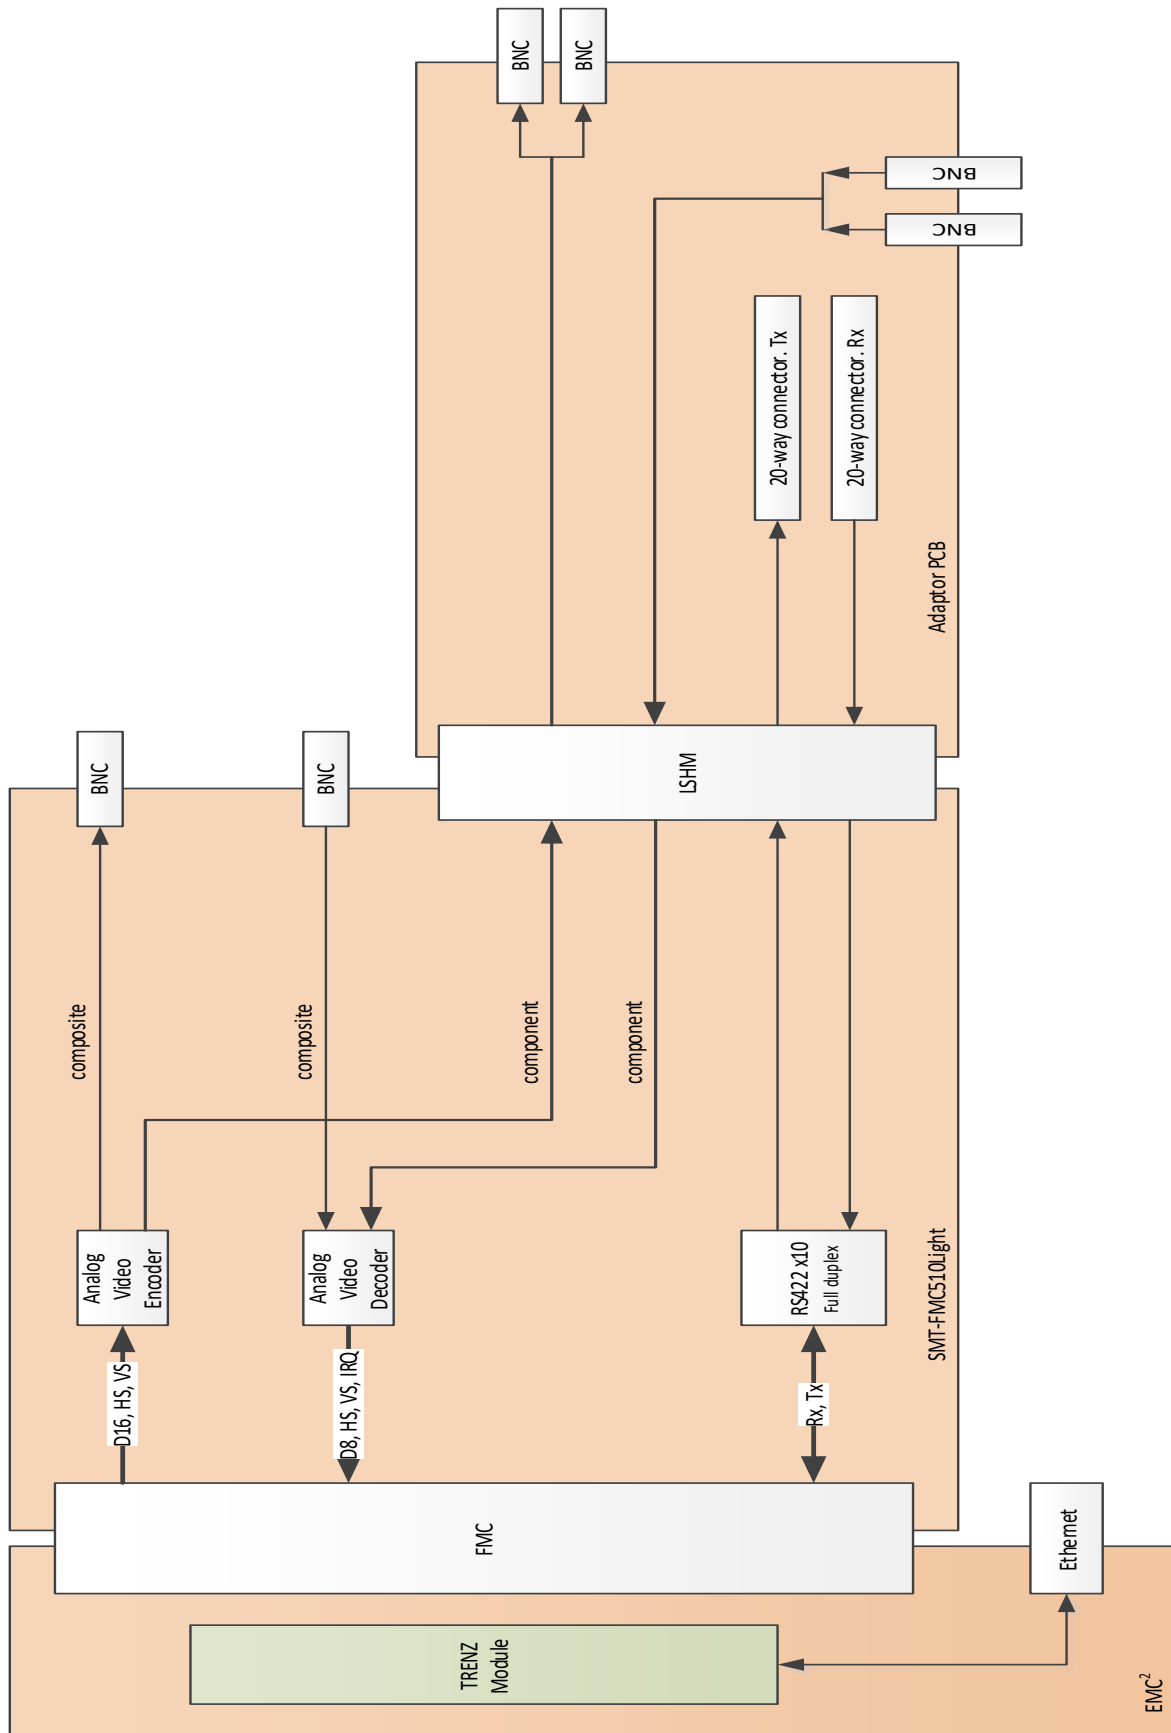 BNC
BNC
BNC
BNC
20-way connector. Tx
20-way connector. Rx
Adaptor PCB
LSHM
BNC
BNC
composite
composite
component
component
Analog
Video
Encoder
Analog
Video
Decoder
RS422 x10
Full duplex
SMT-FMC510Light
D16, HS, VS
D8, HS, VS, IRQ
Rx, Tx
FMC
Ethernet
TRENZ
Module
EMC²